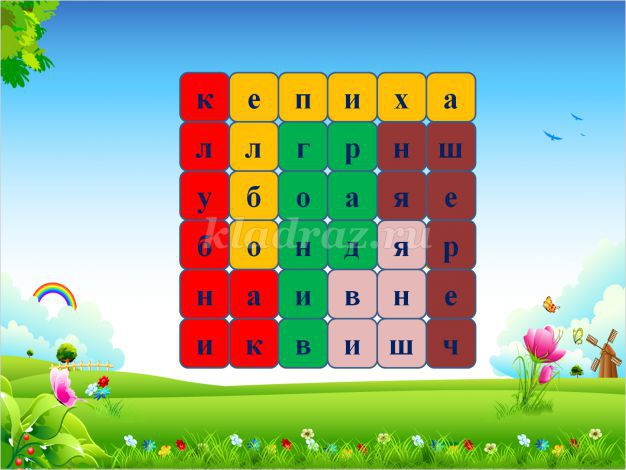 к е п и х а
л л г р н ш
у б о а я е
б о н д я р
н а и в н е
и к в и ш ч
kladraz.ru